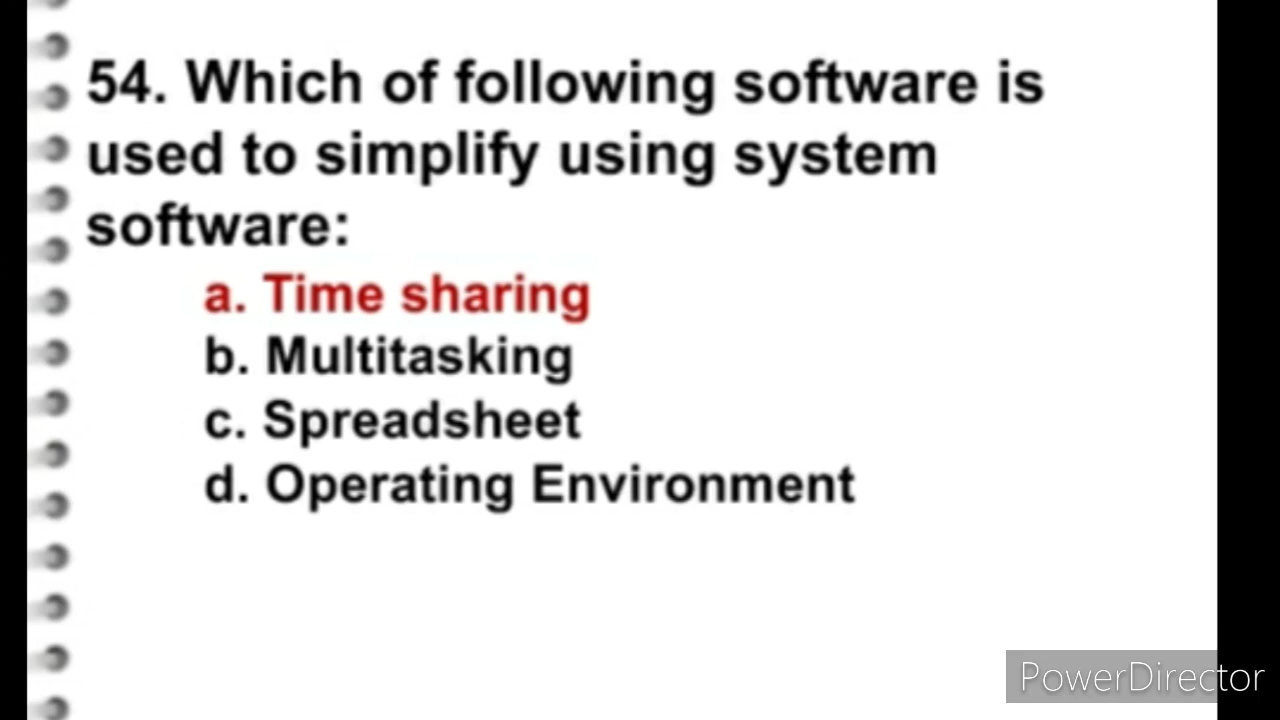 54. Which of following software is
used to simplify using system
software:
a. Time sharing
b. Multitasking
c. Spreadsheet
d. Operating Environment
PowerDirector